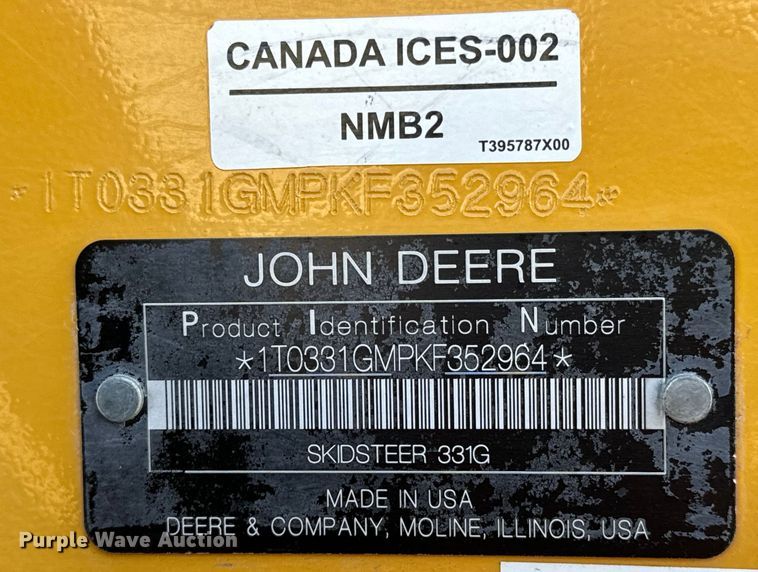 CANADA ICES-002
NMB2
T395787X00
*1T0331GMPKF352964*
JOHN DEERE
Product Identification Number
*1T0331GMPKF352964*
SKIDSTEER 331G
MADE IN USA
DEERE & COMPANY, MOLINE, ILLINOIS, USA
Purple Wave Auction